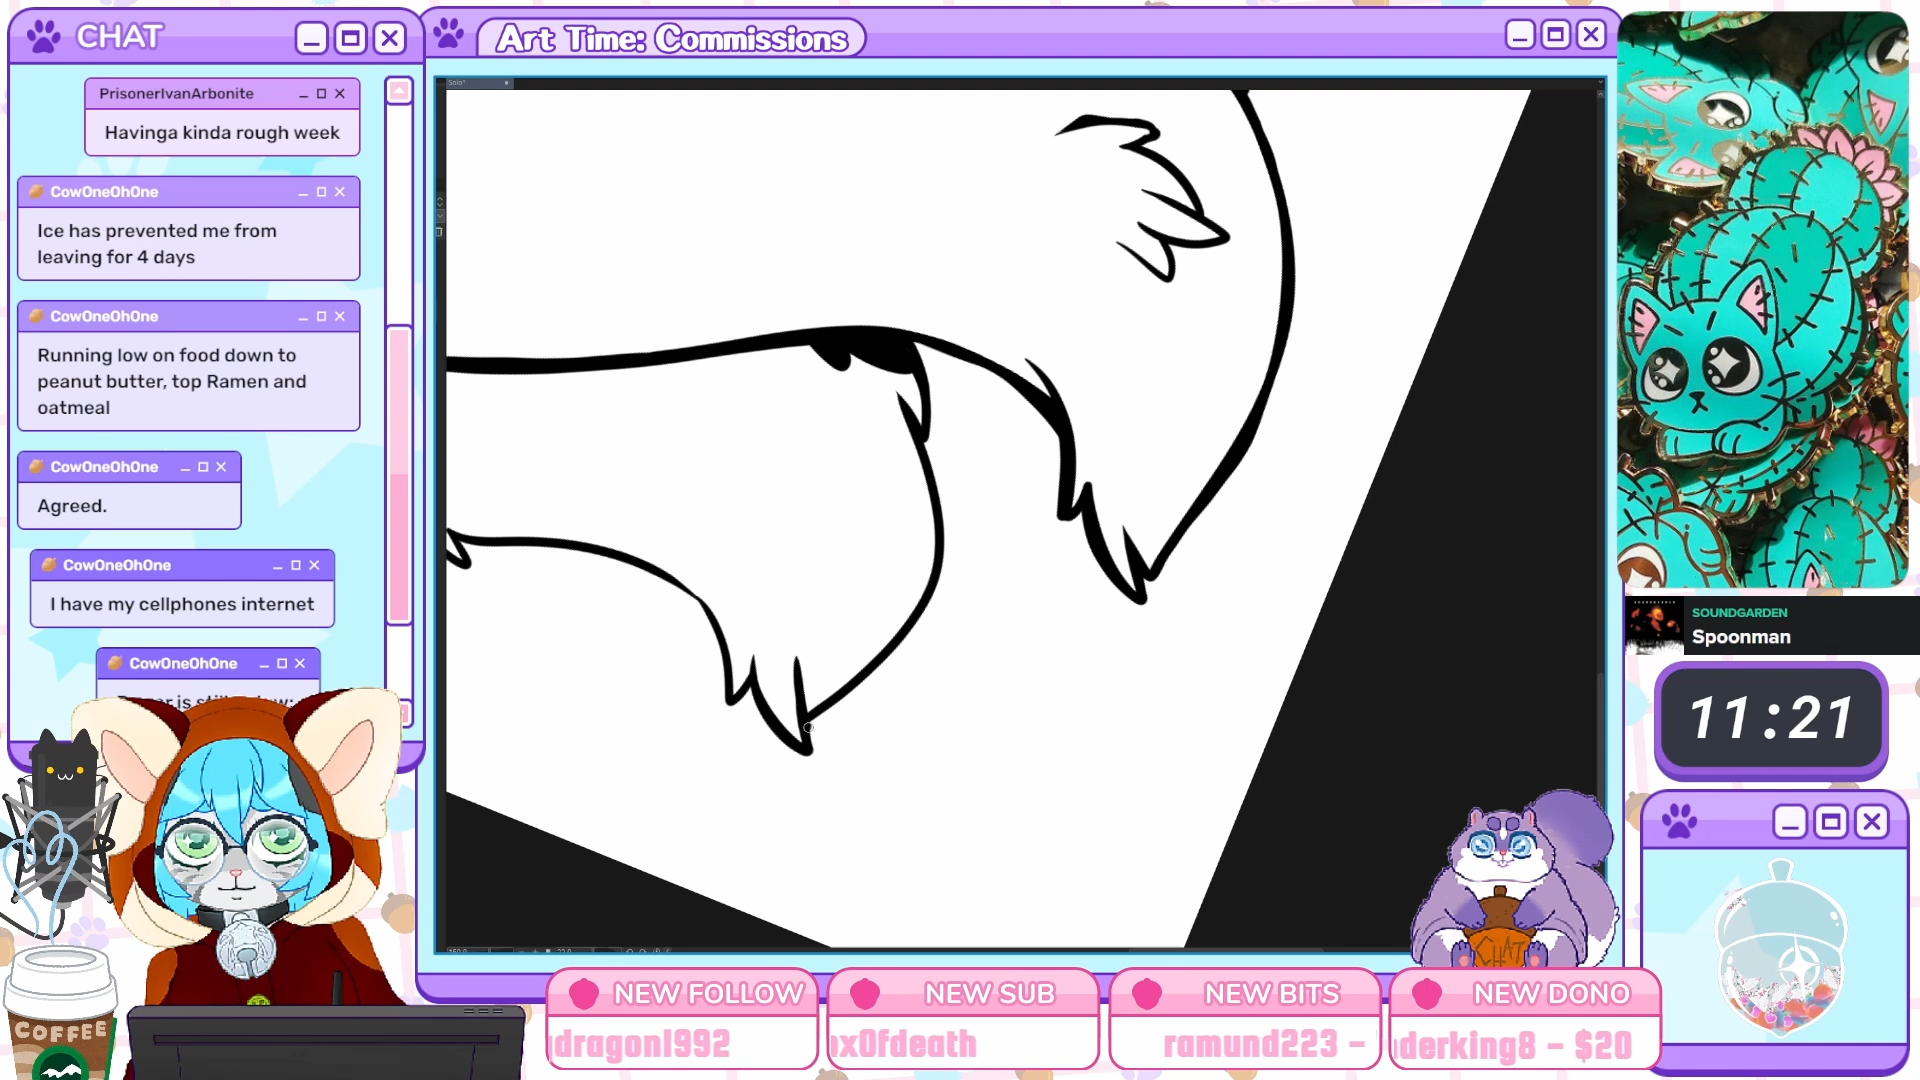 CHAT
PrisonerIvanArbonite
Havinga kinda rough week
CowOneOhOne
Ice has prevented me from
leaving for 4 days
CowOneOhOne
Running low on food down to
peanut butter, top Ramen and
oatmeal
CowOneOhOne
Agreed.
CowOneOhOne
I have my cellphones internet
CowOneOhOne
Art Time: Commissions
Solo*
SOUNDGARDEN
Spoonman
11:21
COFFEE
CHAT
NEW FOLLOW
dragon1992
NEW SUB
x0fdeath
NEW BITS
ramund223 -
NEW DONO
derking8 - $20